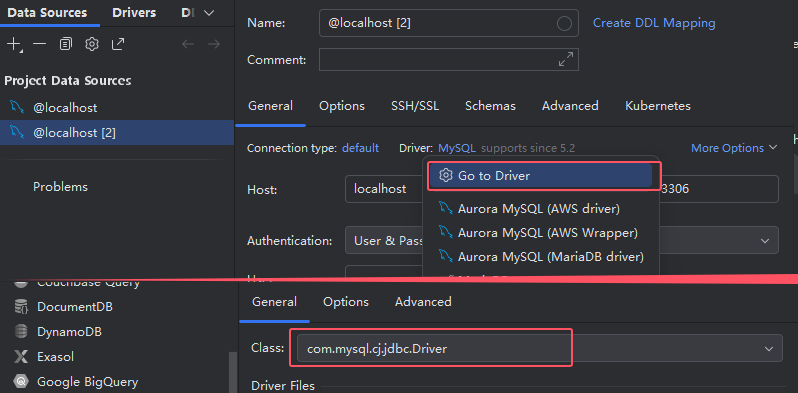 Data Sources Drivers D
Name: @localhost [2] Create DDL Mapping
Comment:
Project Data Sources
@localhost
@localhost [2]
Problems
General Options SSH/SSL Schemas Advanced Kubernetes
Connection type: default Driver: MySQL supports since 5.2 More Options
Go to Driver
Host: localhost 3306
Aurora MySQL (AWS driver)
Aurora MySQL (AWS Wrapper)
Authentication: User & Pass
Aurora MySQL (MariaDB driver)
Couchbase Query
DocumentDB
DynamoDB
Exasol
Google BigQuery
General Options Advanced
Class: com.mysql.cj.jdbc.Driver
Driver Files